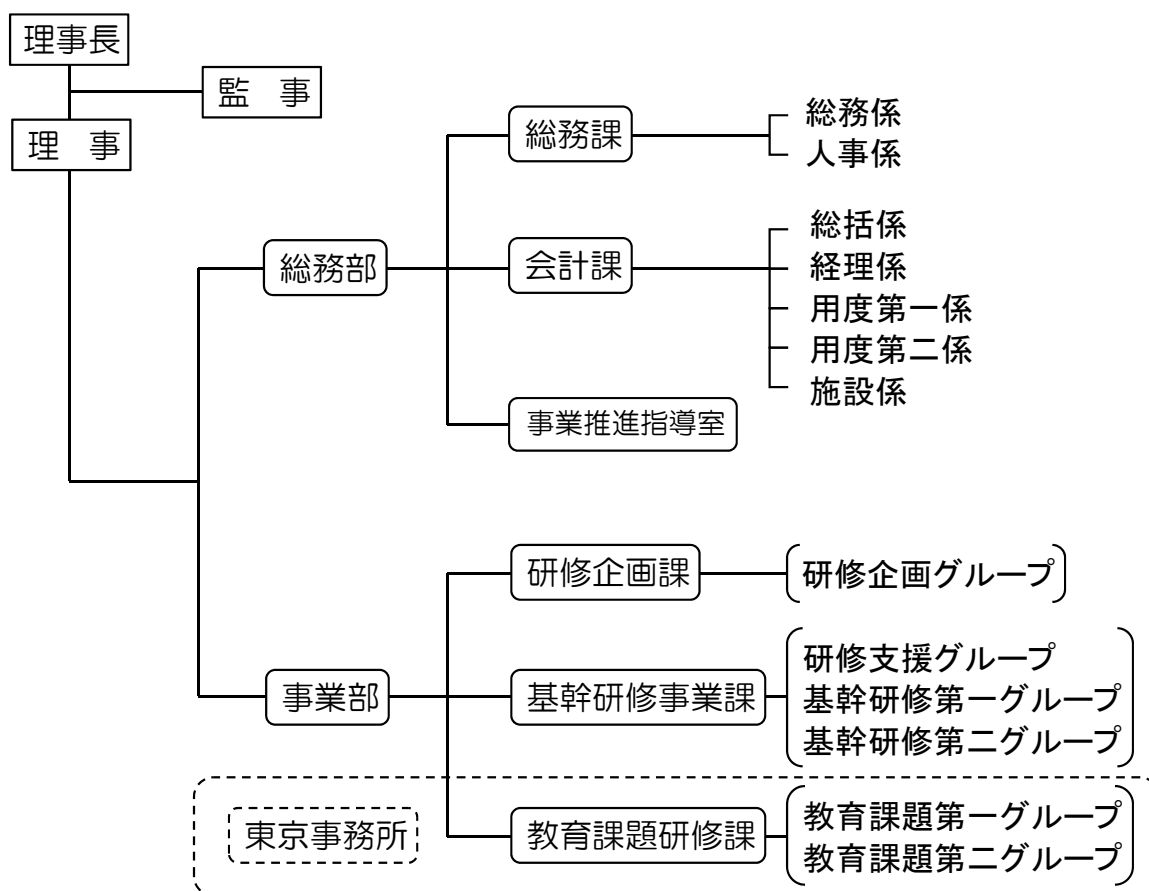 理事長
監　事
理　事
総務部
総務課
総務係
人事係
会計課
総括係
経理係
用度第一係
用度第二係
施設係
事業推進指導室
事業部
研修企画課
研修企画グループ
基幹研修事業課
研修支援グループ
基幹研修第一グループ
基幹研修第二グループ
東京事務所
教育課題研修課
教育課題第一グループ
教育課題第二グループ